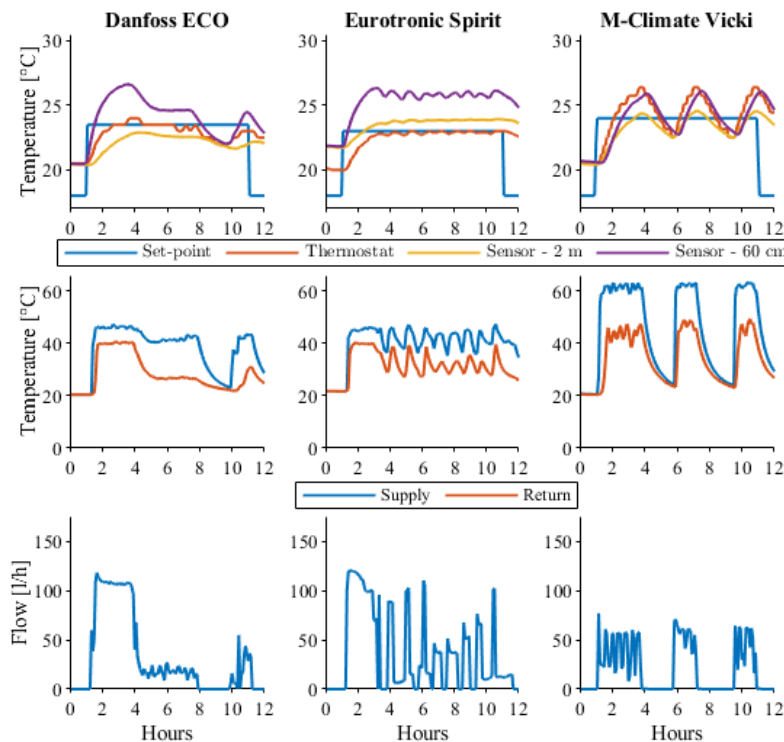 Danfoss ECO Eurotronic Spirit M-Climate Vicki
Temperature [°C]
30 30 30
25 25 25
20 20 20
0 2 4 6 8 10 12 0 2 4 6 8 10 12 0 2 4 6 8 10 12
Set-point Thermostat Sensor - 2 m Sensor - 60 cm
Temperature [°C]
60 60 60
40 40 40
20 20 20
0 0 0
0 2 4 6 8 10 12 0 2 4 6 8 10 12 0 2 4 6 8 10 12
Supply Return
Flow [l/h]
150 150 150
100 100 100
50 50 50
0 0 0
0 2 4 6 8 10 12 0 2 4 6 8 10 12 0 2 4 6 8 10 12
Hours Hours Hours